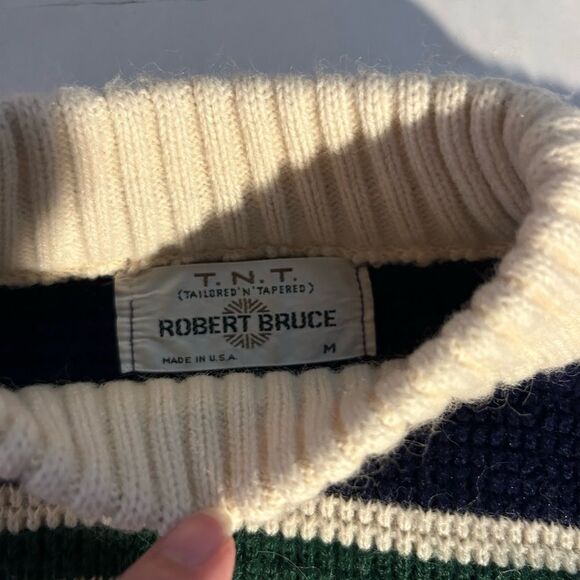 T.N.T.
(TAILORED 'N' TAPERED)
ROBERT BRUCE
MADE IN U.S.A.
M